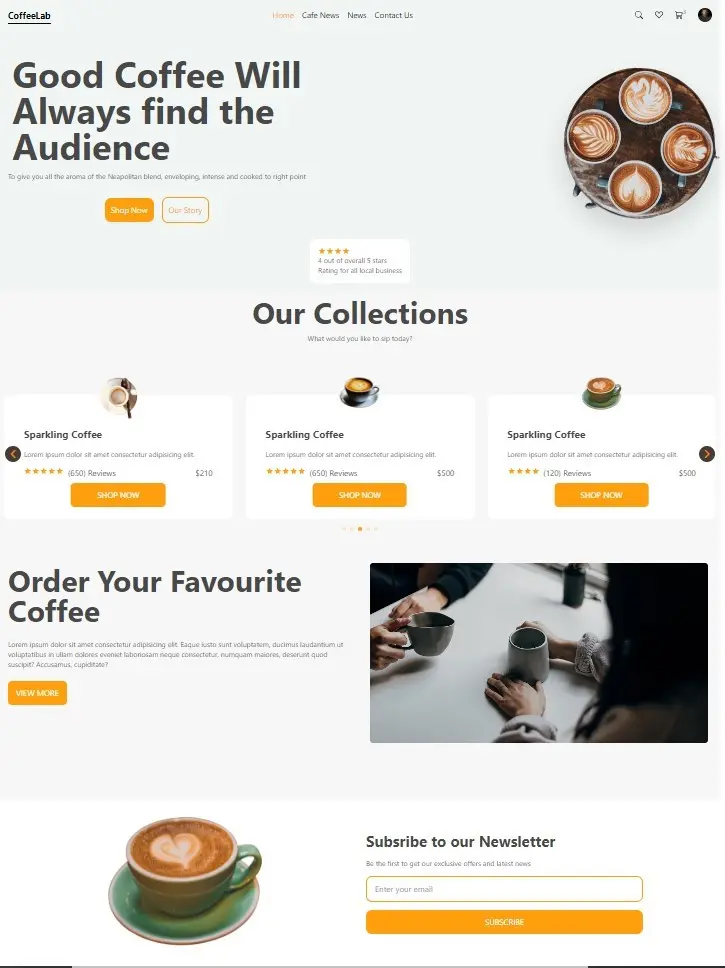 CoffeeLab
Home Cafe News News Contact Us
Good Coffee Will
Always find the
Audience
To give you all the aroma of the Neapolitan blend, enveloping, intense and cooked to right point
Shop Now Our Story
4 out of overall 5 stars
Rating for all local business
Our Collections
What would you like to sip today?
Sparkling Coffee
Lorem ipsum dolor sit amet consectetur adipisicing elit.
(650) Reviews $210
SHOP NOW
Sparkling Coffee
Lorem ipsum dolor sit amet consectetur adipisicing elit.
(650) Reviews $500
SHOP NOW
Sparkling Coffee
Lorem ipsum dolor sit amet consectetur adipisicing elit.
(120) Reviews $500
SHOP NOW
Order Your Favourite
Coffee
Lorem ipsum dolor sit amet consectetur adipisicing elit. Eaque iusto sunt voluptatem, ducimus laudantium ut
voluptatibus in ullam dolores eveniet laboriosam neque consectetur, numquam maiores, deserunt quod
suscipit? Accusamus, cupiditate?
VIEW MORE
Subsribe to our Newsletter
Be the first to get our exclusive offers and latest news
Enter your email
SUBSCRIBE